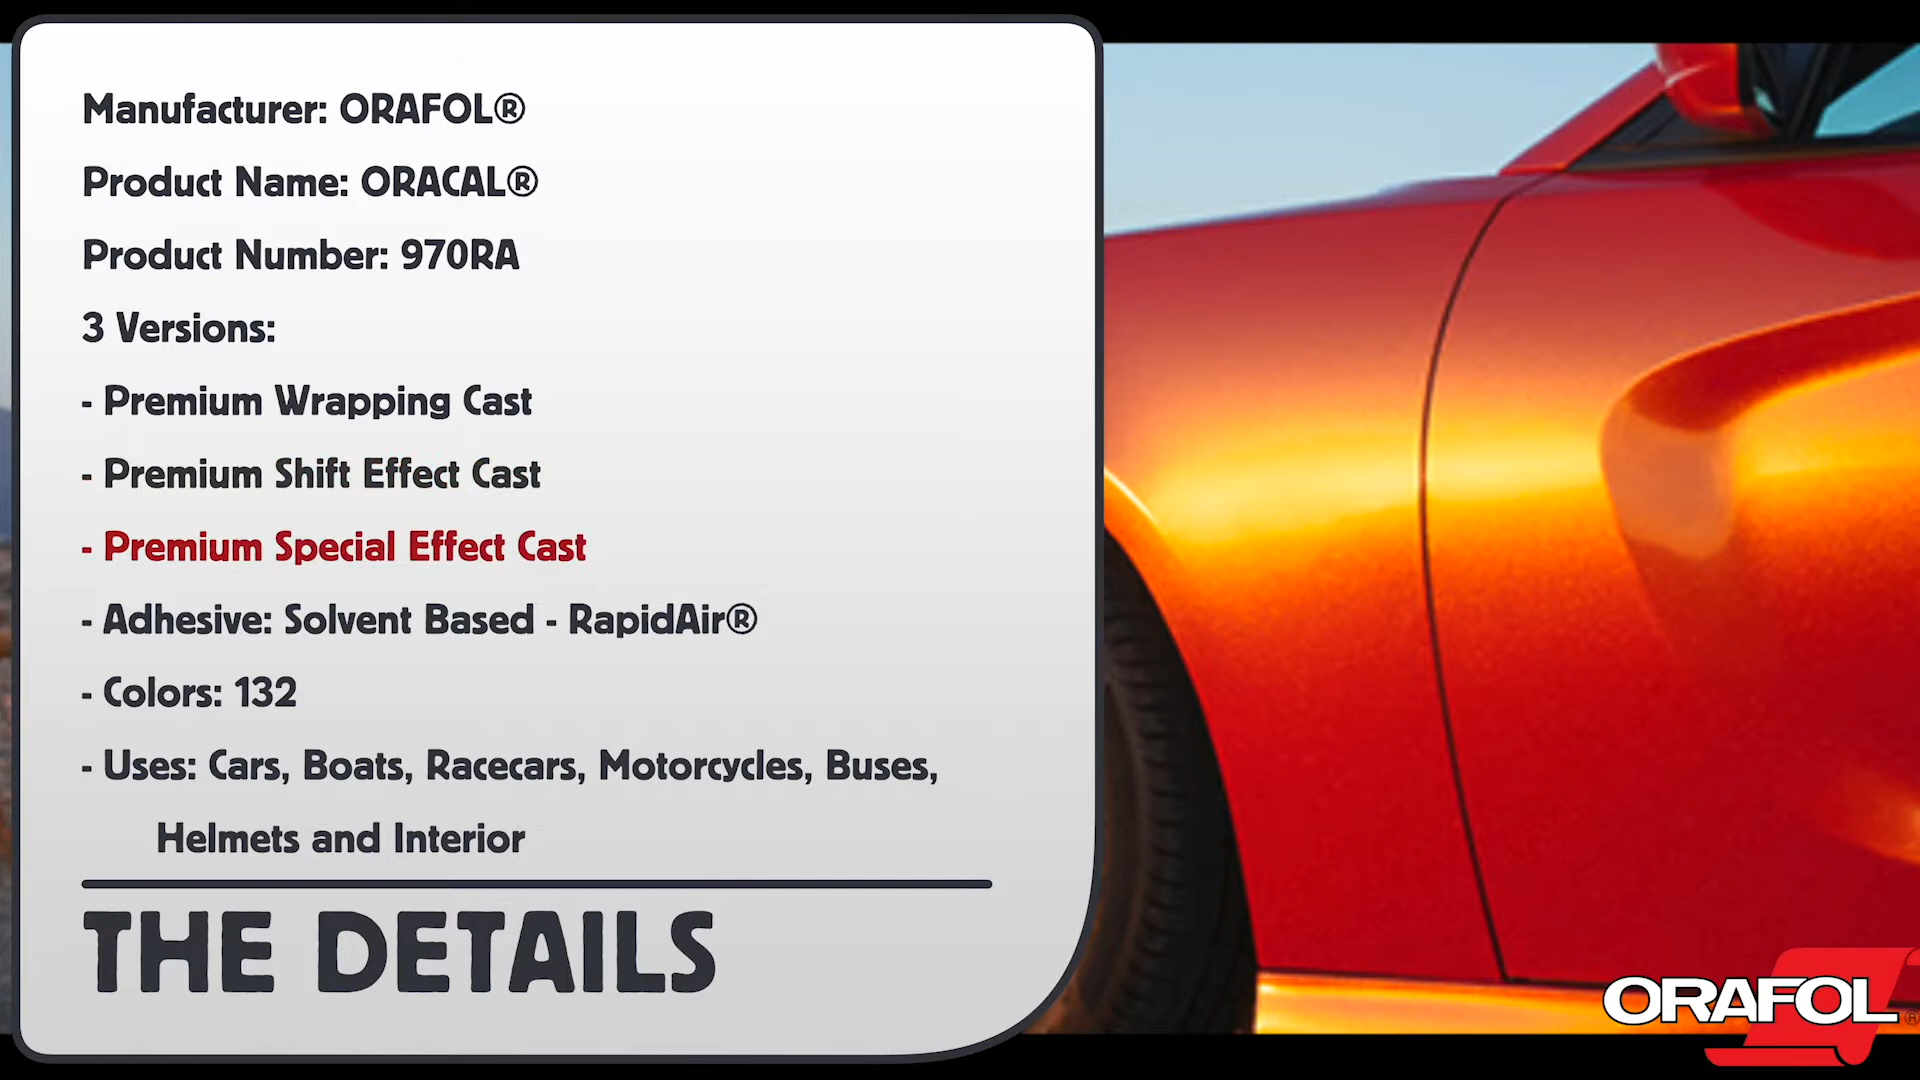 Manufacturer: ORAFOL®
Product Name: ORACAL®
Product Number: 970RA
3 Versions:
- Premium Wrapping Cast
- Premium Shift Effect Cast
- Premium Special Effect Cast
- Adhesive: Solvent Based - RapidAir®
- Colors: 132
- Uses: Cars, Boats, Racecars, Motorcycles, Buses,
Helmets and Interior
THE DETAILS
ORAFOL®